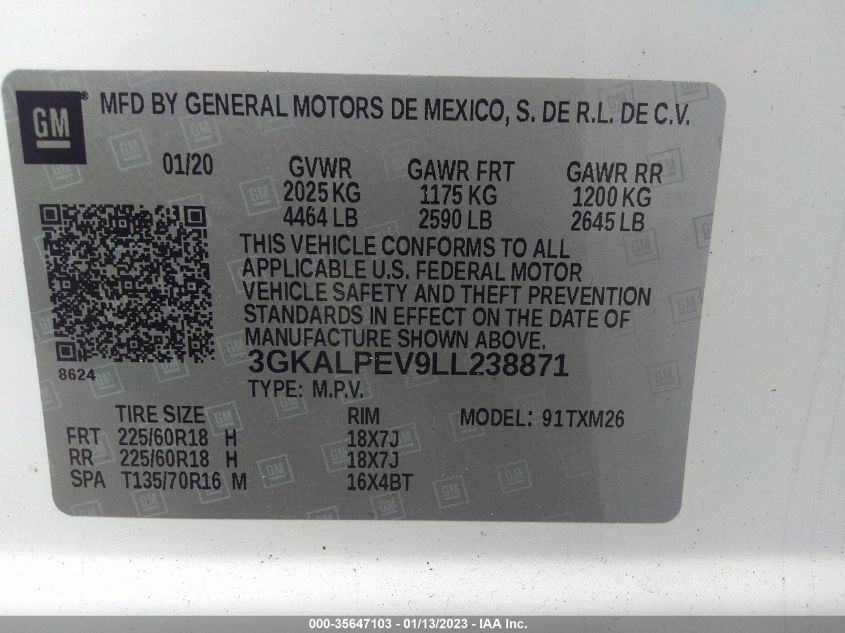 GM ® MFD BY GENERAL MOTORS DE MEXICO, S. DE R.L. DE C.V.
01/20 GVWR GAWR FRT GAWR RR
2025 KG 1175 KG 1200 KG
4464 LB 2590 LB 2645 LB
THIS VEHICLE CONFORMS TO ALL
APPLICABLE U.S. FEDERAL MOTOR
VEHICLE SAFETY AND THEFT PREVENTION
STANDARDS IN EFFECT ON THE DATE OF
MANUFACTURE SHOWN ABOVE.
8624 3GKALPEV9LL238871
TYPE: M.P.V.
TIRE SIZE RIM MODEL: 91TXM26
FRT 225/60R18 H 18X7J
RR 225/60R18 H 18X7J
SPA T135/70R16 M 16X4BT
000-35647103 - 01/13/2023 - IAA Inc.